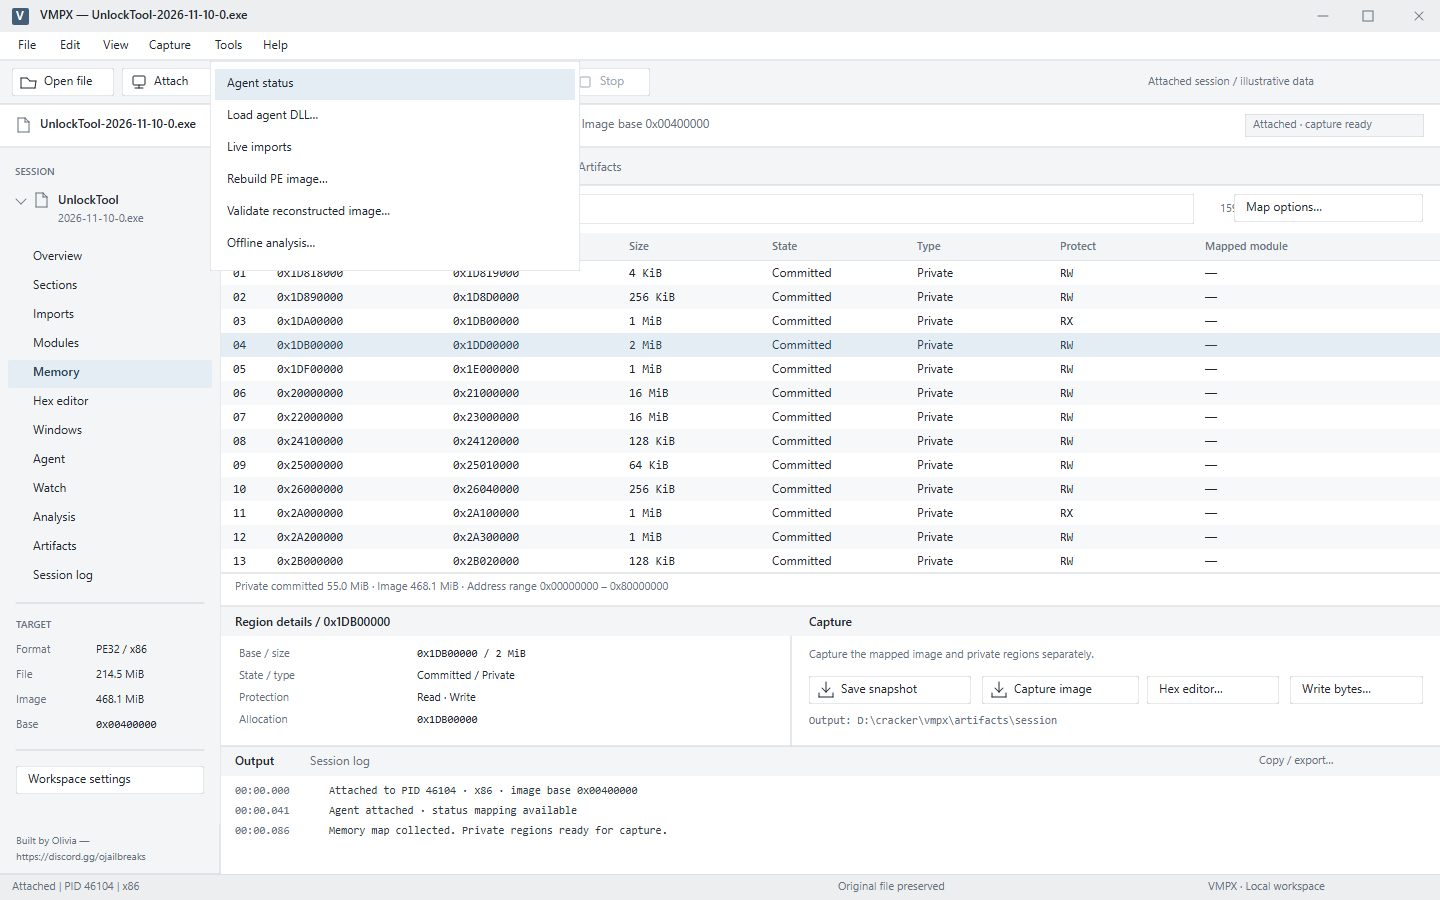 V VMPX — UnlockTool-2026-11-10-0.exe
File Edit View Capture Tools Help
Open file Attach Stop Attached session / illustrative data
Agent status
Load agent DLL...
Live imports
Rebuild PE image...
Validate reconstructed image...
Offline analysis...
UnlockTool-2026-11-10-0.exe Image base 0x00400000 Attached · capture ready
Artifacts
Map options...
SESSION
UnlockTool
2026-11-10-0.exe
Overview
Sections
Imports
Modules
Memory
Hex editor
Windows
Agent
Watch
Analysis
Artifacts
Session log
TARGET
Format PE32 / x86
File 214.5 MiB
Image 468.1 MiB
Base 0x00400000
Workspace settings
Built by Olivia —
https://discord.gg/ojailbreaks
Size State Type Protect Mapped module
01 0x1D818000 0x1D819000 4 KiB Committed Private RW —
02 0x1D890000 0x1D8D0000 256 KiB Committed Private RW —
03 0x1DA00000 0x1DB00000 1 MiB Committed Private RX —
04 0x1DB00000 0x1DD00000 2 MiB Committed Private RW —
05 0x1DF00000 0x1E000000 1 MiB Committed Private RW —
06 0x20000000 0x21000000 16 MiB Committed Private RW —
07 0x22000000 0x23000000 16 MiB Committed Private RW —
08 0x24100000 0x24120000 128 KiB Committed Private RW —
09 0x25000000 0x25010000 64 KiB Committed Private RW —
10 0x26000000 0x26040000 256 KiB Committed Private RW —
11 0x2A000000 0x2A100000 1 MiB Committed Private RX —
12 0x2A200000 0x2A300000 1 MiB Committed Private RW —
13 0x2B000000 0x2B020000 128 KiB Committed Private RW —
Private committed 55.0 MiB · Image 468.1 MiB · Address range 0x00000000 – 0x80000000
Region details / 0x1DB00000
Base / size 0x1DB00000 / 2 MiB
State / type Committed / Private
Protection Read · Write
Allocation 0x1DB00000
Capture
Capture the mapped image and private regions separately.
Save snapshot Capture image Hex editor... Write bytes...
Output: D:\cracker\vmpx\artifacts\session
Output Session log Copy / export...
00:00.000 Attached to PID 46104 · x86 · image base 0x00400000
00:00.041 Agent attached · status mapping available
00:00.086 Memory map collected. Private regions ready for capture.
Attached | PID 46104 | x86 Original file preserved VMPX · Local workspace